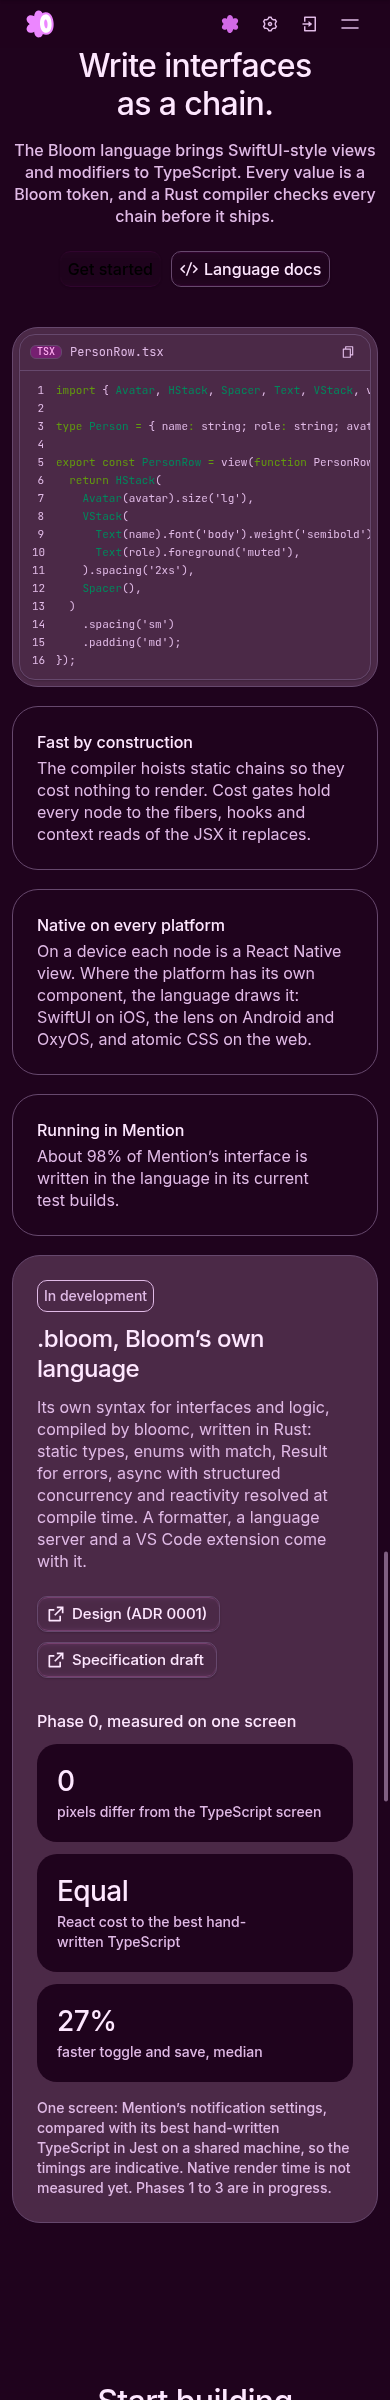 Write interfaces
as a chain.
The Bloom language brings SwiftUI-style views
and modifiers to TypeScript. Every value is a
Bloom token, and a Rust compiler checks every
chain before it ships.
Get started
Language docs
TSX PersonRow.tsx
1 import { Avatar, HStack, Spacer, Text, VStack, v
2
3 type Person = { name: string; role: string; avat
4
5 export const PersonRow = view(function PersonRow
6 return HStack(
7 Avatar(avatar).size('lg'),
8 VStack(
9 Text(name).font('body').weight('semibold')
10 Text(role).foreground('muted'),
11 ).spacing('2xs'),
12 Spacer(),
13 )
14 .spacing('sm')
15 .padding('md');
16 });
Fast by construction
The compiler hoists static chains so they
cost nothing to render. Cost gates hold
every node to the fibers, hooks and
context reads of the JSX it replaces.
Native on every platform
On a device each node is a React Native
view. Where the platform has its own
component, the language draws it:
SwiftUI on iOS, the lens on Android and
OxyOS, and atomic CSS on the web.
Running in Mention
About 98% of Mention’s interface is
written in the language in its current
test builds.
In development
.bloom, Bloom’s own
language
Its own syntax for interfaces and logic,
compiled by bloomc, written in Rust:
static types, enums with match, Result
for errors, async with structured
concurrency and reactivity resolved at
compile time. A formatter, a language
server and a VS Code extension come
with it.
Design (ADR 0001)
Specification draft
Phase 0, measured on one screen
0
pixels differ from the TypeScript screen
Equal
React cost to the best hand-
written TypeScript
27%
faster toggle and save, median
One screen: Mention’s notification settings,
compared with its best hand-written
TypeScript in Jest on a shared machine, so the
timings are indicative. Native render time is not
measured yet. Phases 1 to 3 are in progress.
Start building